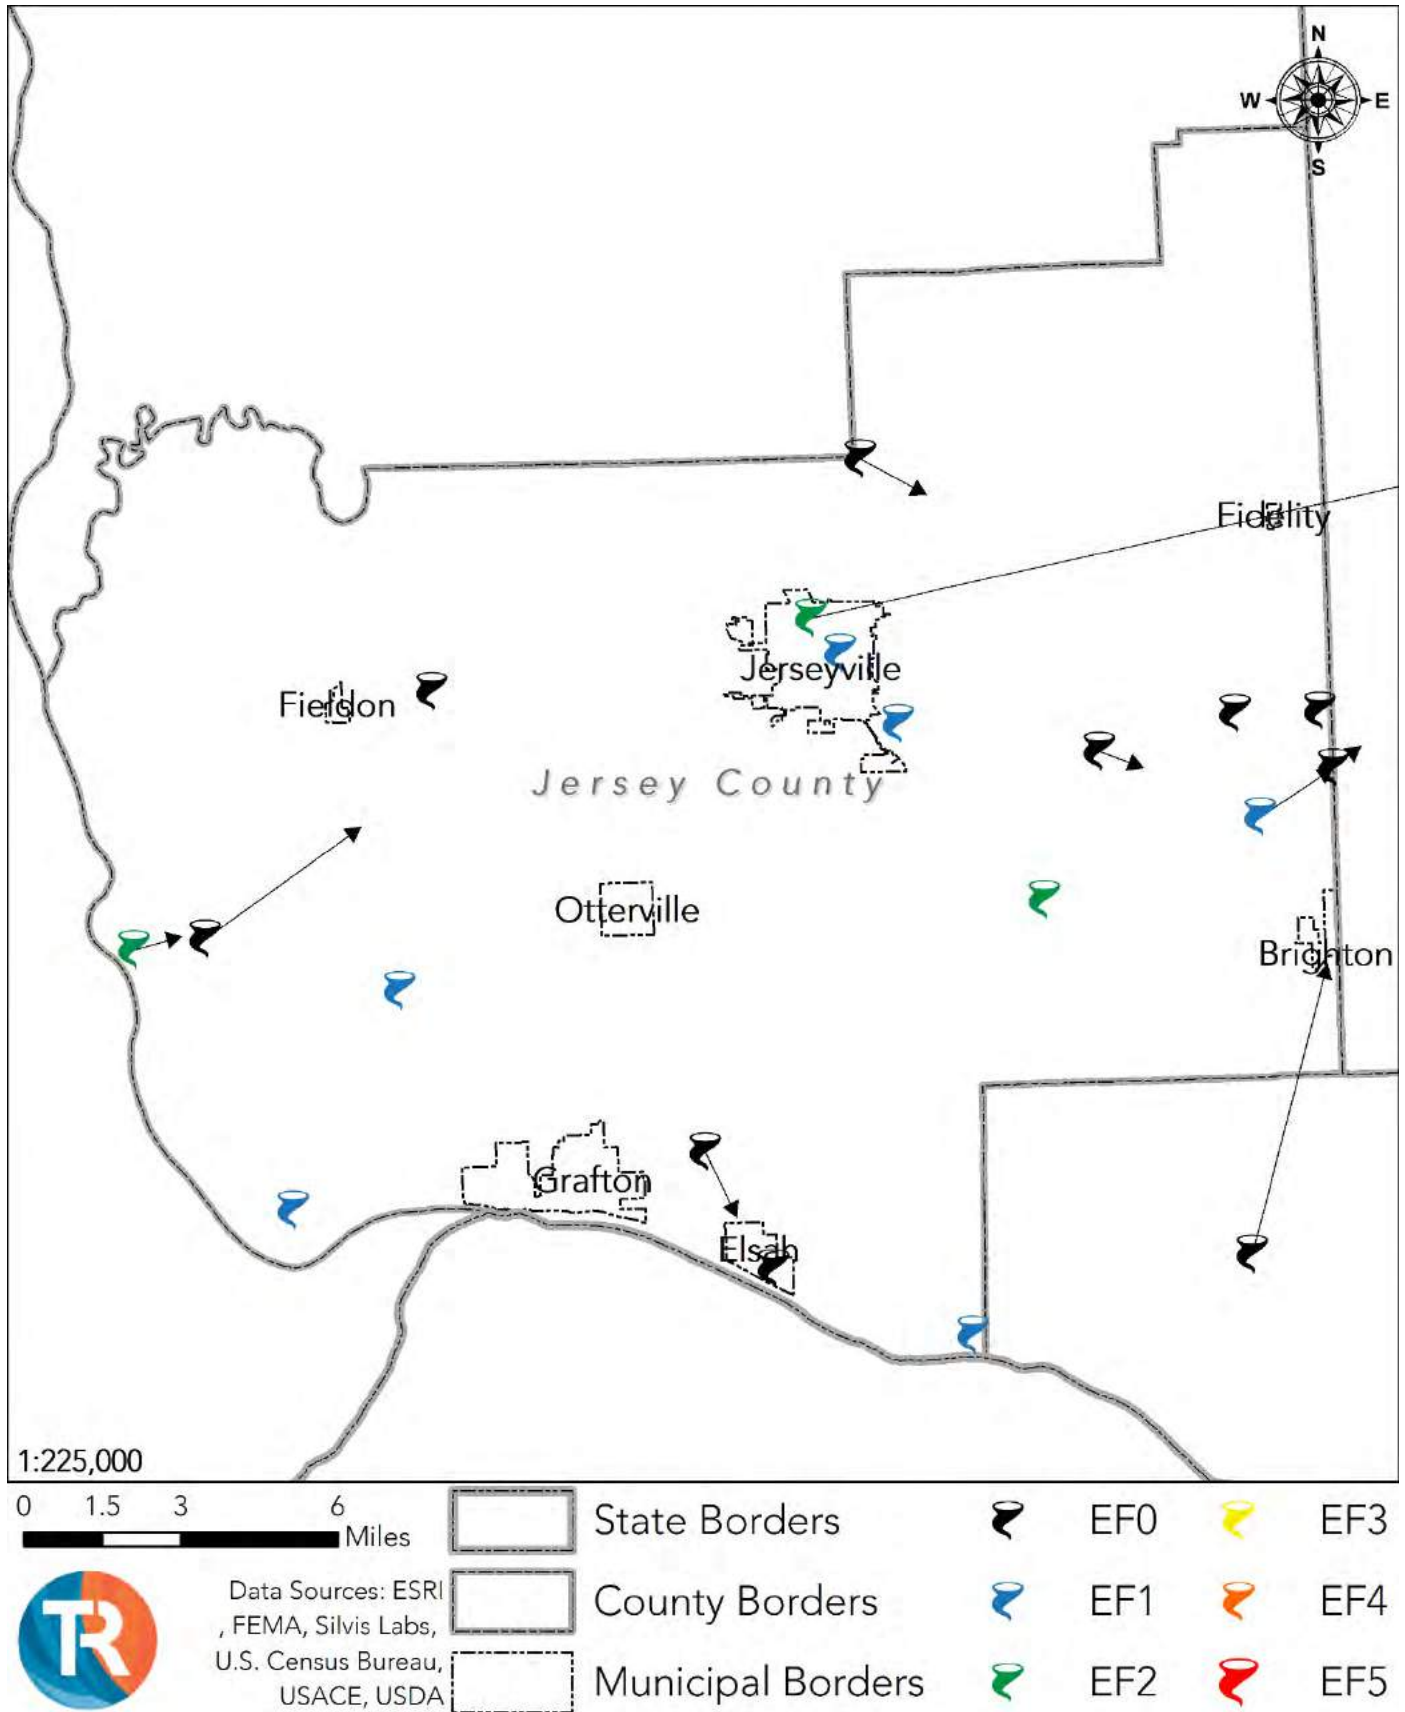 N
W E
S
Fidelity
Jerseyville
Fieldon
Jersey County
Otterville
Brighton
Grafton
Elsah
1:225,000
0 1.5 3 6
Miles
Data Sources: ESRI
, FEMA, Silvis Labs,
U.S. Census Bureau,
USACE, USDA
TR
State Borders
County Borders
Municipal Borders
EF0
EF1
EF2
EF3
EF4
EF5